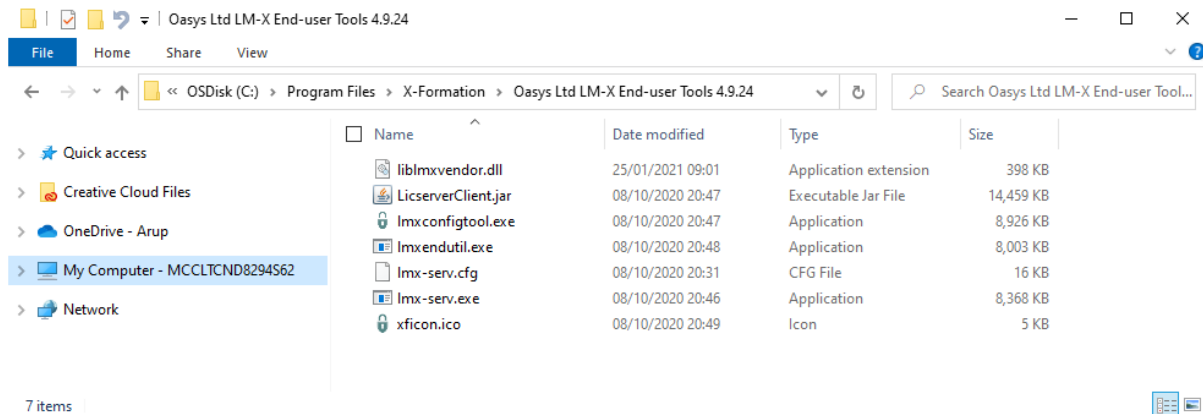 Oasys Ltd LM-X End-user Tools 4.9.24
File Home Share View
« OSDisk (C:) > Program Files > X-Formation > Oasys Ltd LM-X End-user Tools 4.9.24 Search Oasys Ltd LM-X End-user Tool...
Name Date modified Type Size
Quick access
Creative Cloud Files
OneDrive - Arup
My Computer - MCCLTCND8294S62
Network
liblmxvendor.dll 25/01/2021 09:01 Application extension 398 KB
LicserverClient.jar 08/10/2020 20:47 Executable Jar File 14,459 KB
lmxconfigtool.exe 08/10/2020 20:47 Application 8,926 KB
lmxendutil.exe 08/10/2020 20:48 Application 8,003 KB
lmx-serv.cfg 08/10/2020 20:31 CFG File 16 KB
lmx-serv.exe 08/10/2020 20:46 Application 8,368 KB
xficon.ico 08/10/2020 20:49 Icon 5 KB
7 items